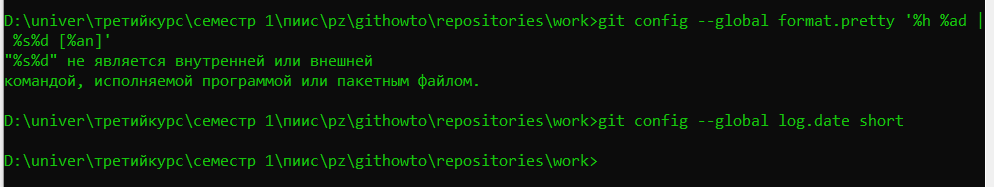 D:\univer\третийкурс\семестр 1\пиис\pz\githowto\repositories\work>git config --global format.pretty '%h %ad |
%s%d [%an]'
"%s%d" не является внутренней или внешней
командой, исполняемой программой или пакетным файлом.
D:\univer\третийкурс\семестр 1\пиис\pz\githowto\repositories\work>git config --global log.date short
D:\univer\третийкурс\семестр 1\пиис\pz\githowto\repositories\work>